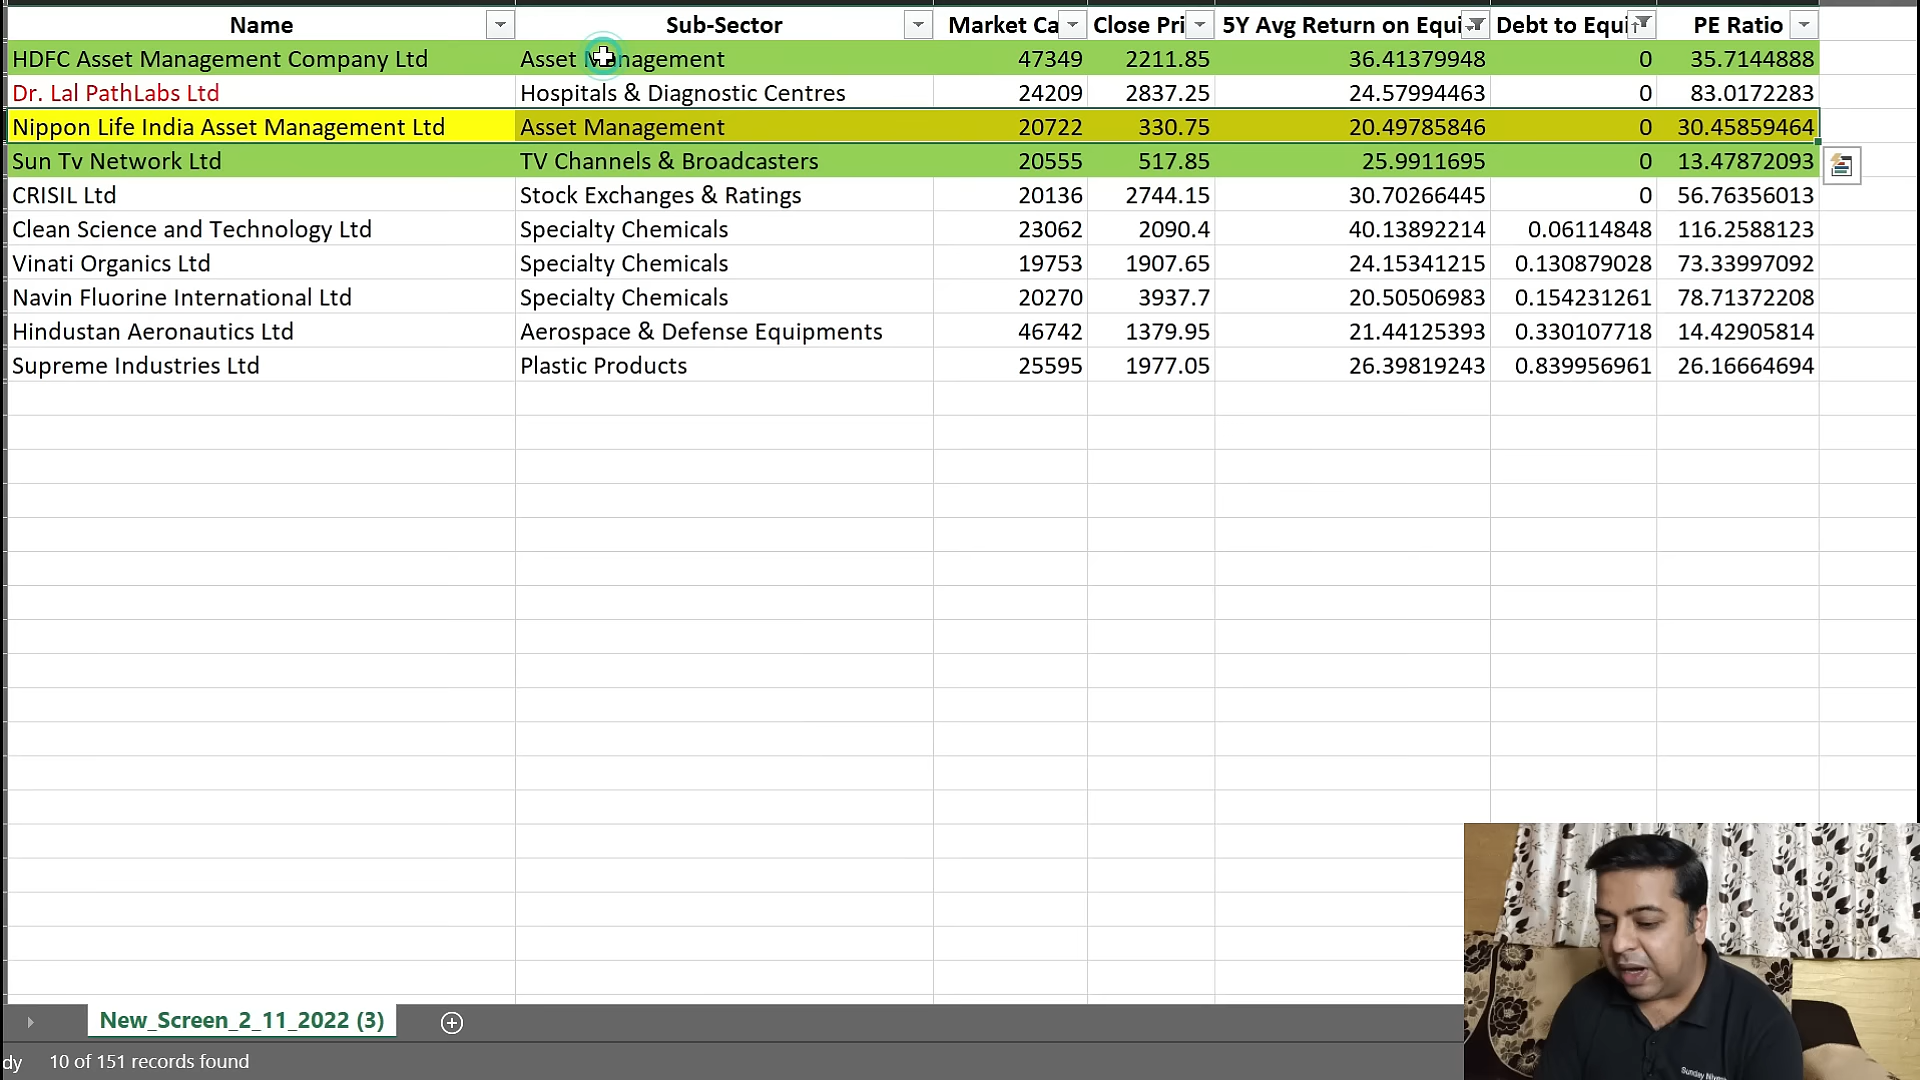 Name Sub-Sector Market Ca Close Pri 5Y Avg Return on Equi Debt to Equi PE Ratio
HDFC Asset Management Company Ltd Asset Management 47349 2211.85 36.41379948 0 35.7144888
Dr. Lal PathLabs Ltd Hospitals & Diagnostic Centres 24209 2837.25 24.57994463 0 83.0172283
Nippon Life India Asset Management Ltd Asset Management 20722 330.75 20.49785846 0 30.45859464
Sun Tv Network Ltd TV Channels & Broadcasters 20555 517.85 25.9911695 0 13.47872093
CRISIL Ltd Stock Exchanges & Ratings 20136 2744.15 30.70266445 0 56.76356013
Clean Science and Technology Ltd Specialty Chemicals 23062 2090.4 40.13892214 0.06114848 116.2588123
Vinati Organics Ltd Specialty Chemicals 19753 1907.65 24.15341215 0.130879028 73.33997092
Navin Fluorine International Ltd Specialty Chemicals 20270 3937.7 20.50506983 0.154231261 78.71372208
Hindustan Aeronautics Ltd Aerospace & Defense Equipments 46742 1379.95 21.44125393 0.330107718 14.42905814
Supreme Industries Ltd Plastic Products 25595 1977.05 26.39819243 0.839956961 26.16664694
New_Screen_2_11_2022 (3)
dy 10 of 151 records found
Sunday